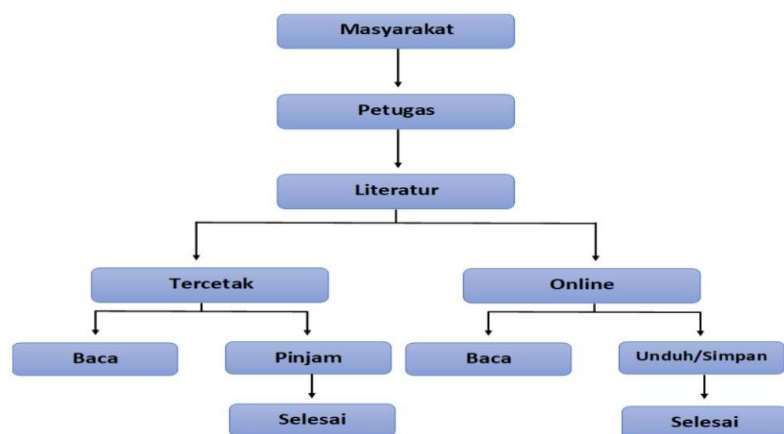 Masyarakat
Petugas
Literatur
Tercetak
Online
Baca
Pinjam
Baca
Unduh/Simpan
Selesai
Selesai